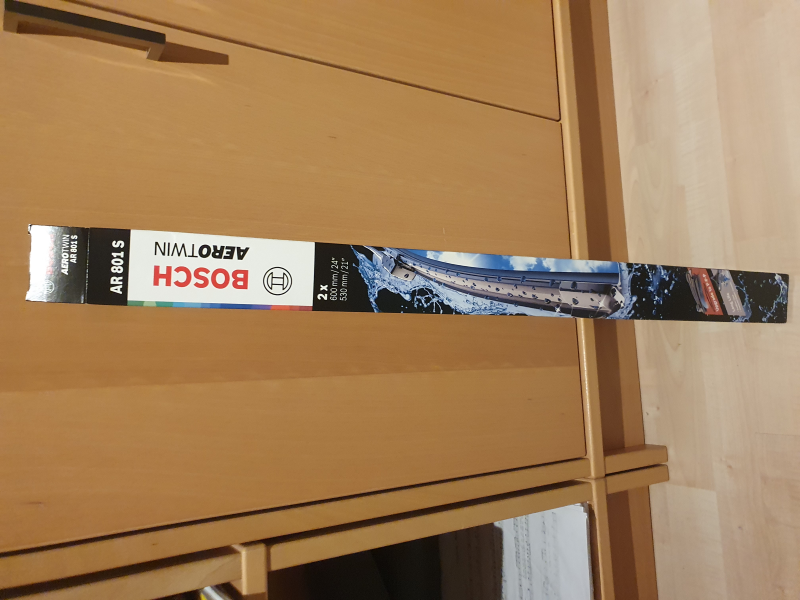 AEROTWIN
AR 801 S
AR 801 S
BOSCH
AEROTWIN
2 x
600 mm/24"
530 mm/21"